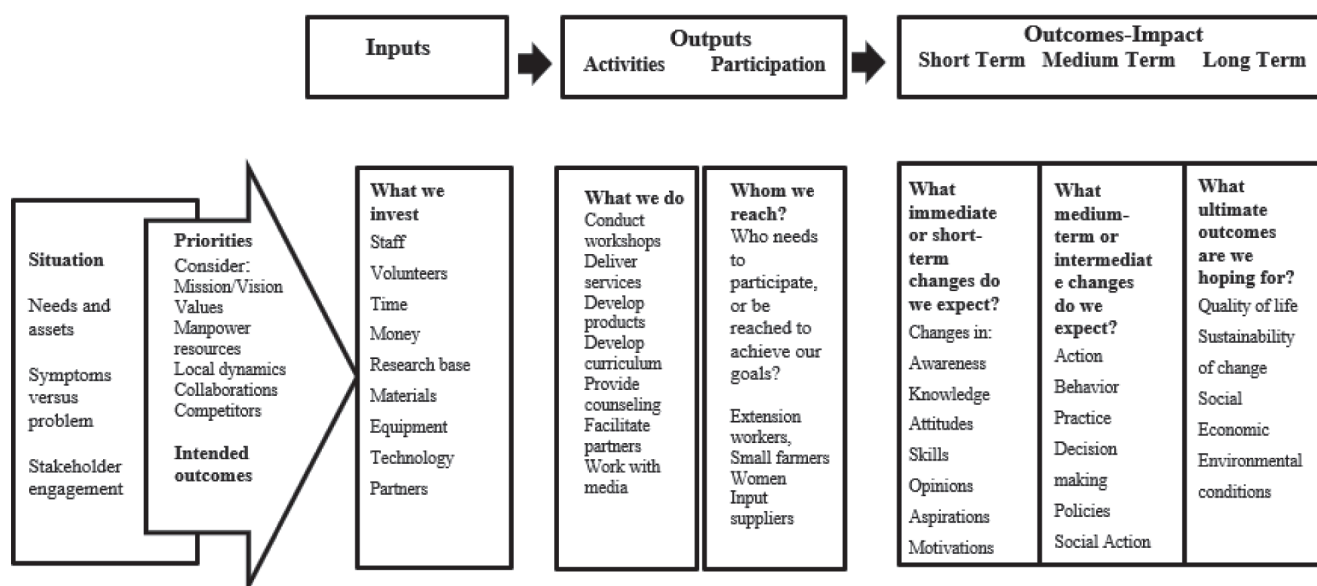 Inputs
Outputs
Activities Participation
Outcomes-Impact
Short Term Medium Term Long Term
Situation
Needs and
assets
Symptoms
versus
problem
Stakeholder
engagement
Priorities
Consider:
Mission/Vision
Values
Manpower
resources
Local dynamics
Collaborations
Competitors
Intended
outcomes
What we
invest
Staff
Volunteers
Time
Money
Research base
Materials
Equipment
Technology
Partners
What we do
Conduct
workshops
Deliver
services
Develop
products
Develop
curriculum
Provide
counseling
Facilitate
partners
Work with
media
Whom we
reach?
Who needs
to
participate,
or be
reached to
achieve our
goals?
Extension
workers,
Small farmers
Women
Input
suppliers
What
immediate
or short-
term
changes do
we expect?
Changes in:
Awareness
Knowledge
Attitudes
Skills
Opinions
Aspirations
Motivations
What
medium-
term or
intermediat
e changes
do we
expect?
Action
Behavior
Practice
Decision
making
Policies
Social Action
What
ultimate
outcomes
are we
hoping for?
Quality of life
Sustainability
of change
Social
Economic
Environmental
conditions